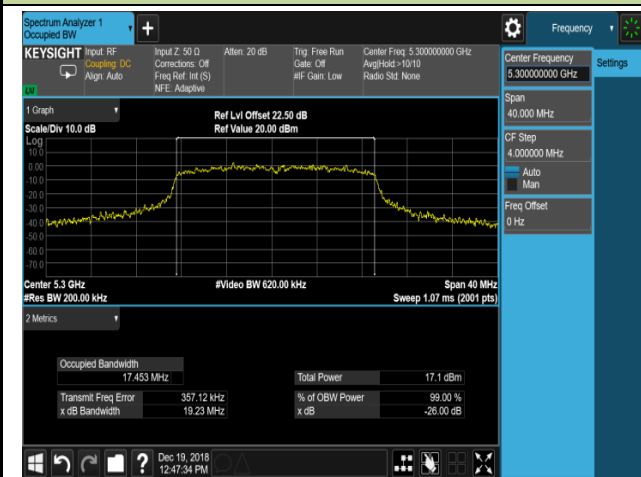 Spectrum Analyzer 1
Occupied BW
+
Frequency
KEYSIGHT
Input: RF
Coupling: DC
Align: Auto
Input Z: 50 Ω
Corrections: Off
Freq Ref: Int (S)
NFE: Adaptive
Atten: 20 dB
Trig: Free Run
Gate: Off
#IF Gain: Low
Center Freq: 5.300000000 GHz
Avg|Hold:>10/10
Radio Std: None
Center Frequency
5.300000000 GHz
Settings
Span
40.000 MHz
CF Step
4.000000 MHz
Auto
Man
Freq Offset
0 Hz
1 Graph
Scale/Div 10.0 dB
Ref Lvl Offset 22.50 dB
Ref Value 20.00 dBm
Log
10.0
0.00
-10.0
-20.0
-30.0
-40.0
-50.0
-60.0
-70.0
Center 5.3 GHz
#Video BW 620.00 kHz
Span 40 MHz
#Res BW 200.00 kHz
Sweep 1.07 ms (2001 pts)
2 Metrics
Occupied Bandwidth
17.453 MHz
Total Power 17.1 dBm
Transmit Freq Error 357.12 kHz
% of OBW Power 99.00 %
x dB Bandwidth 19.23 MHz
x dB -26.00 dB
?
Dec 19, 2018
12:47:34 PM